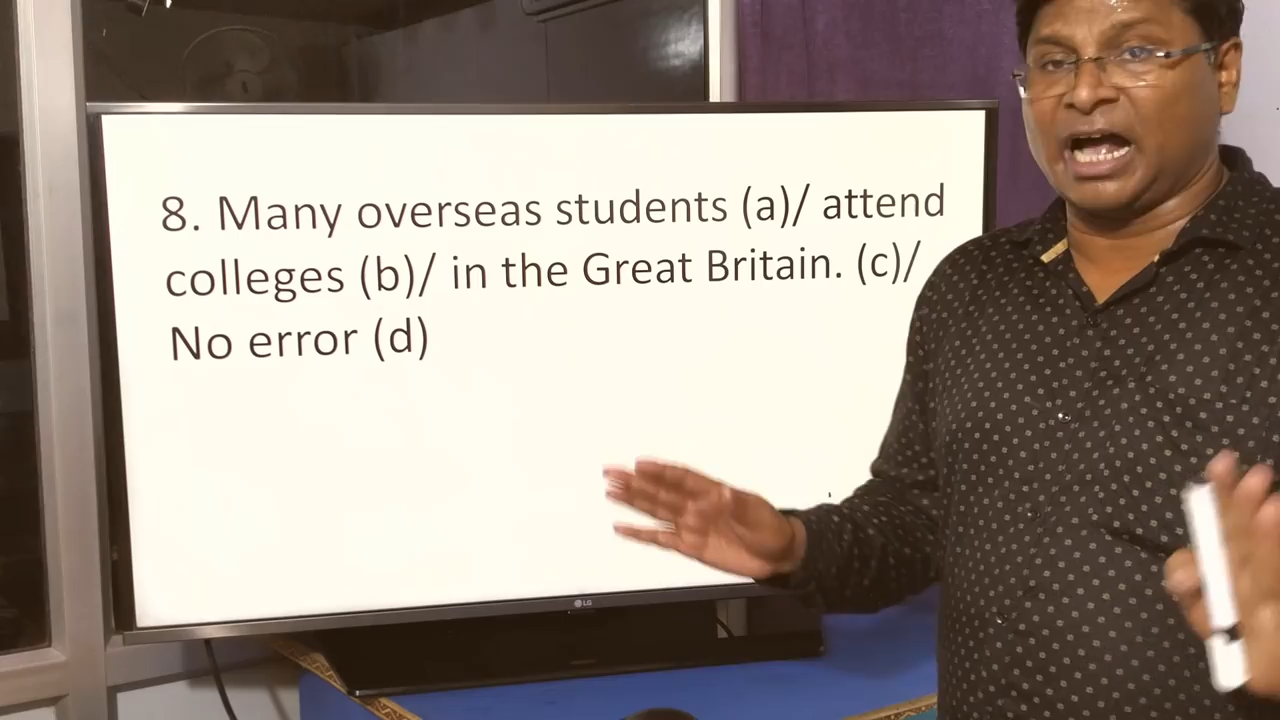 8. Many overseas students (a)/ attend
colleges (b)/ in the Great Britain. (c)/
No error (d)
LG